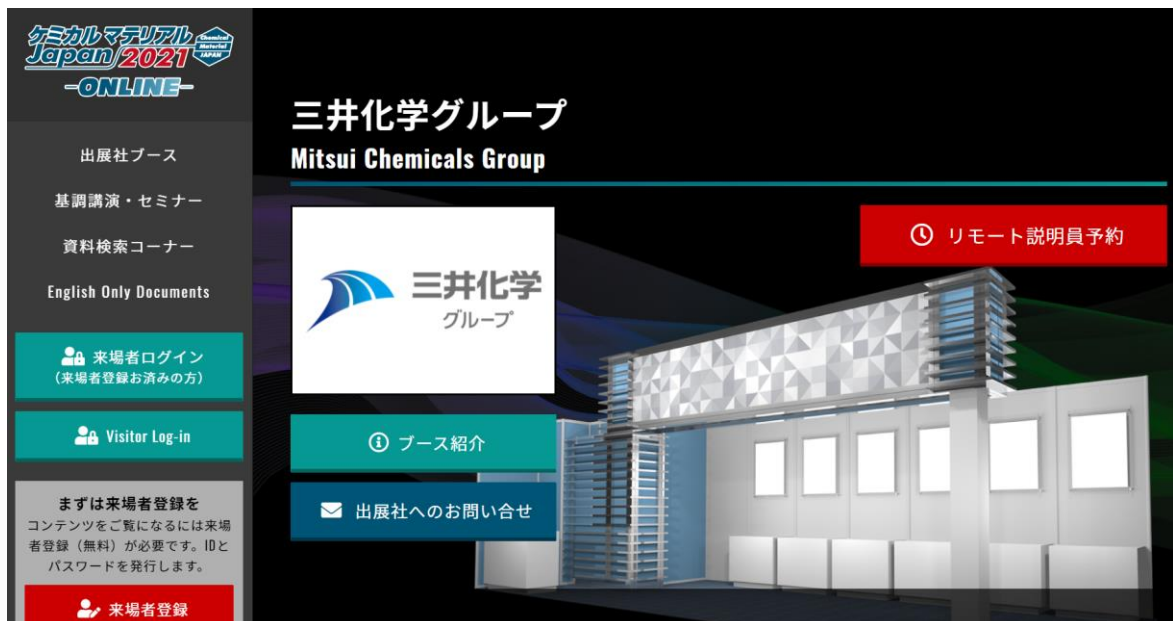 ケミカル マテリアル Chemical
Japan 2021 Material
JAPAN
-ONLINE-
出展社ブース
基調講演・セミナー
資料検索コーナー
English Only Documents
来場者ログイン
（来場者登録お済みの方）
Visitor Log-in
まずは来場者登録を
コンテンツをご覧になるには来場
者登録（無料）が必要です。IDと
パスワードを発行します。
来場者登録
三井化学グループ
Mitsui Chemicals Group
三井化学
グループ
リモート説明員予約
ブース紹介
出展社へのお問い合せ